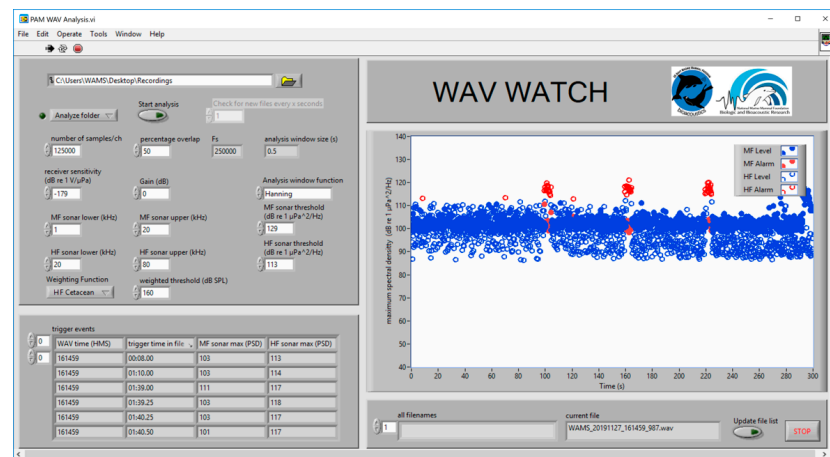 PAM WAV Analysis.vi
File Edit Operate Tools Window Help
C:\Users\WAMS\Desktop\Recordings
Analyze folder
Start analysis
Check for new files every x seconds
1
number of samples/ch
125000
percentage overlap
50
Fs
250000
analysis window size (s)
0.5
receiver sensitivity
(dB re 1 V/μPa)
-179
Gain (dB)
0
Analysis window function
Hanning
MF sonar lower (kHz)
1
MF sonar upper (kHz)
20
MF sonar threshold
(dB re 1 μPa^2/Hz)
129
HF sonar lower (kHz)
20
HF sonar upper (kHz)
80
HF sonar threshold
(dB re 1 μPa^2/Hz)
113
Weighting Function
HF Cetacean
weighted threshold (dB SPL)
160
WAV WATCH
National Marine Mammal Foundation
Biologic and Bioacoustic Research
MF Level
MF Alarm
HF Level
HF Alarm
maximum spectral density (dB re 1 μPa^2/Hz)
140
130
120
110
100
90
80
70
60
50
40
0 20 40 60 80 100 120 140 160 180 200 220 240 260 280 300
Time (s)
trigger events
0
0
WAV time (HMS) trigger time in file MF sonar max (PSD) HF sonar max (PSD)
161459 00:08.00 103 113
161459 01:10.00 103 114
161459 01:39.00 111 117
161459 01:39.25 103 118
161459 01:40.25 103 117
161459 01:40.50 101 117
all filenames
1
current file
WAMS_20191127_161459_987.wav
Update file list
STOP